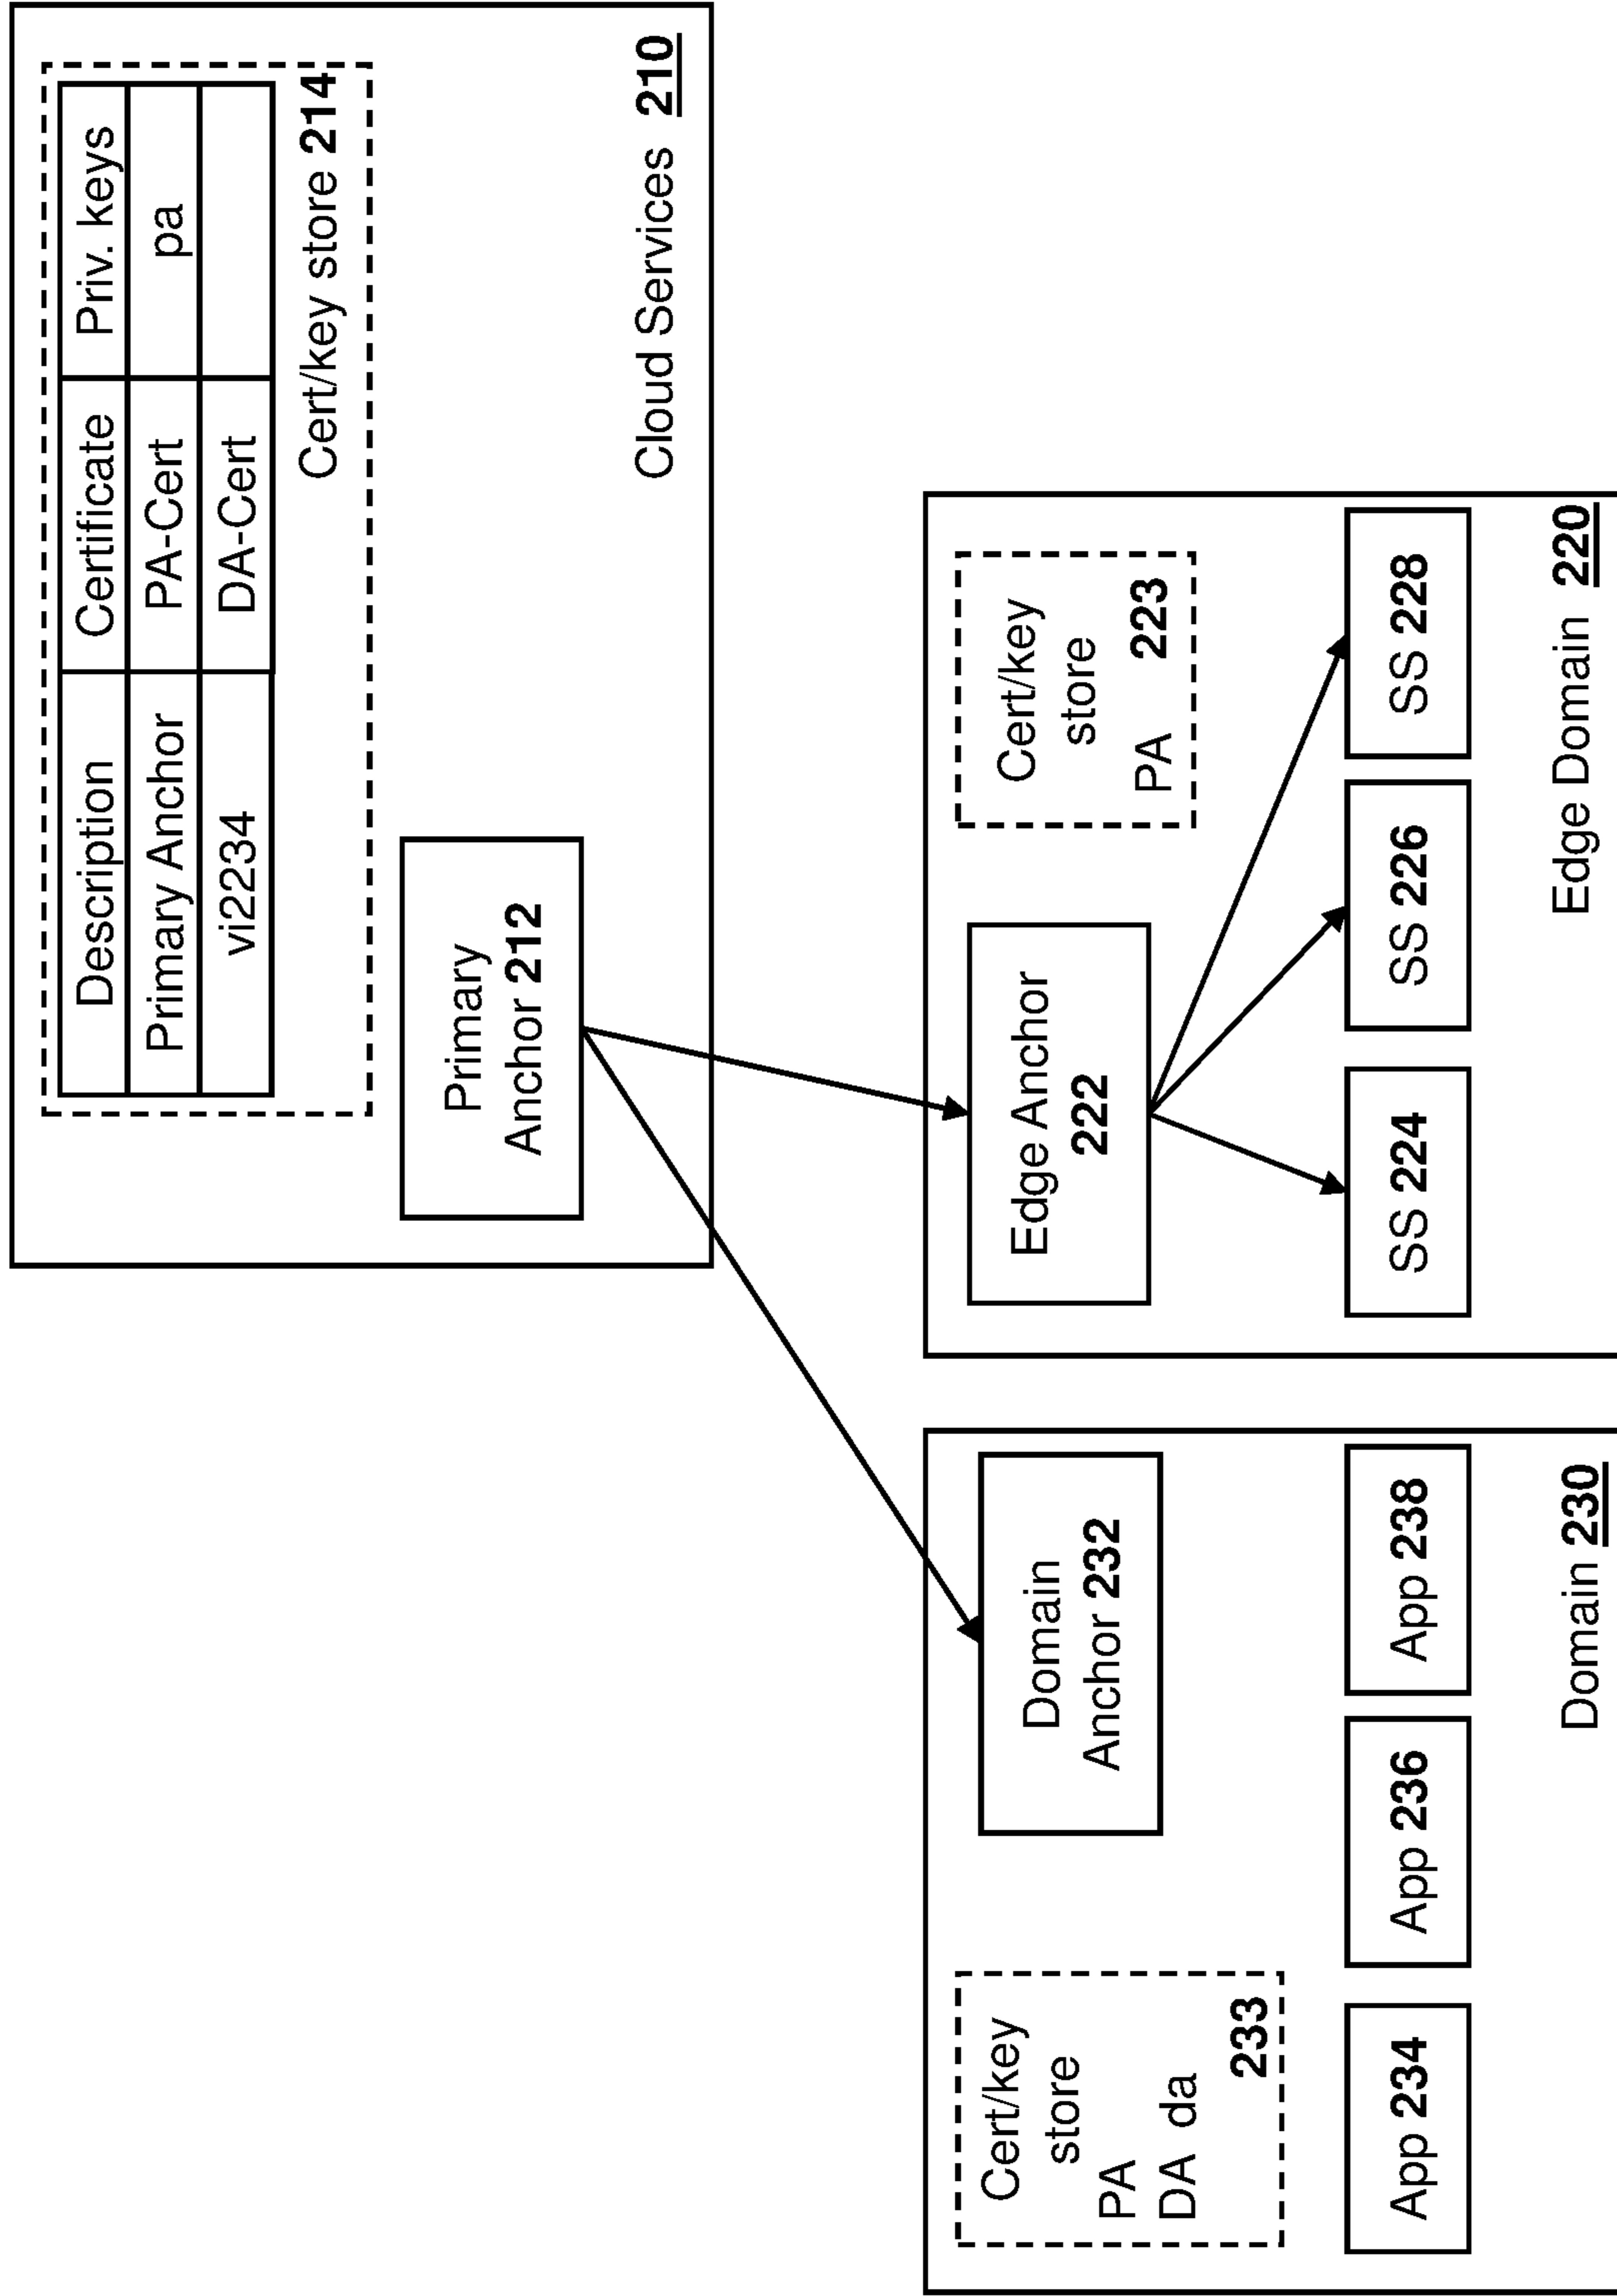 Description Certificate Priv. keys
Primary Anchor PA-Cert pa
vi2234 DA-Cert
Cert/key store 214
Primary
Anchor 212
Cloud Services 210
Cert/key
store
PA
DA da
233
Domain
Anchor 232
App 234
App 236
App 238
Domain 230
Edge Anchor
222
Cert/key
store
PA 223
SS 224
SS 226
SS 228
Edge Domain 220